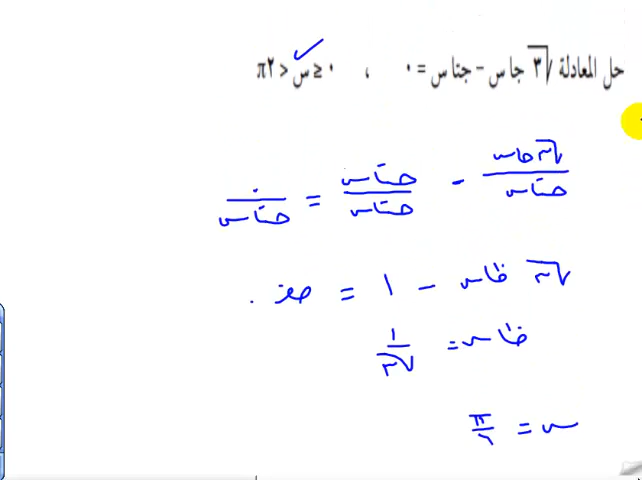 حل المعادلة √٣ جاس − جتاس = ٠ ، ٠ ≤ س < ٢π
√٣ جاس / جتاس − جتاس / جتاس = ٠ / جتاس
√٣ ظاس − ١ = صفر .
ظاس = ١ / √٣
س = π / ٦